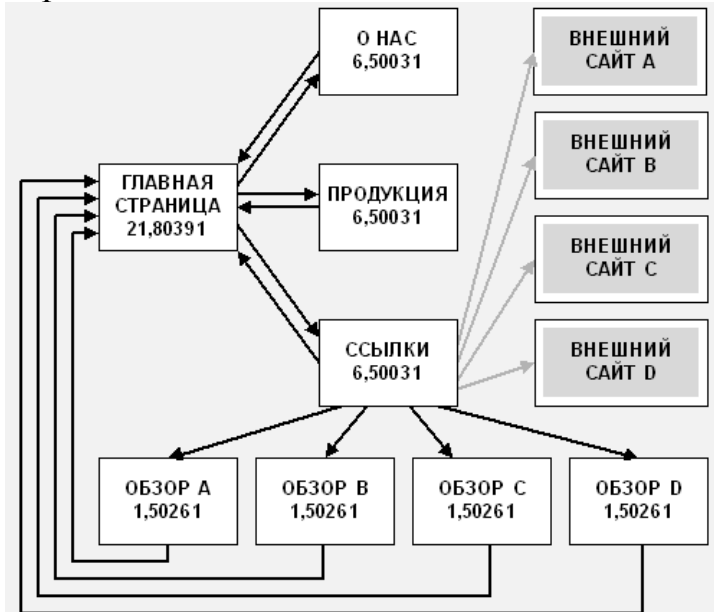 О НАС
6,50031
ВНЕШНИЙ
САЙТ A
ВНЕШНИЙ
САЙТ B
ГЛАВНАЯ
СТРАНИЦА
21,80391
ПРОДУКЦИЯ
6,50031
ВНЕШНИЙ
САЙТ C
ССЫЛКИ
6,50031
ВНЕШНИЙ
САЙТ D
ОБЗОР A
1,50261
ОБЗОР B
1,50261
ОБЗОР C
1,50261
ОБЗОР D
1,50261